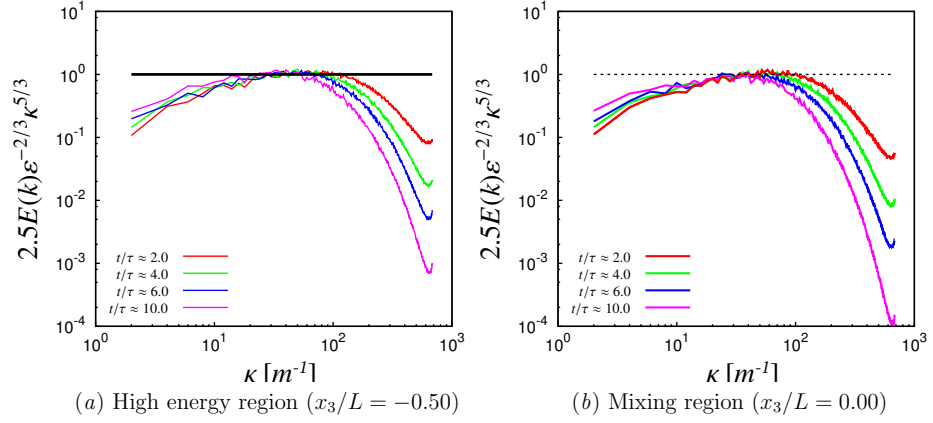 10^1
10^0
10^{-1}
10^{-2}
10^{-3}
10^{-4}
2.5E(k)ε^{-2/3}κ^{5/3}
t/τ ≈ 2.0
t/τ ≈ 4.0
t/τ ≈ 6.0
t/τ ≈ 10.0
10^0 10^1 10^2 10^3
κ [m^{-1}]
(a) High energy region (x_3/L = −0.50)
10^1
10^0
10^{-1}
10^{-2}
10^{-3}
10^{-4}
2.5E(k)ε^{-2/3}κ^{5/3}
t/τ ≈ 2.0
t/τ ≈ 4.0
t/τ ≈ 6.0
t/τ ≈ 10.0
10^0 10^1 10^2 10^3
κ [m^{-1}]
(b) Mixing region (x_3/L = 0.00)